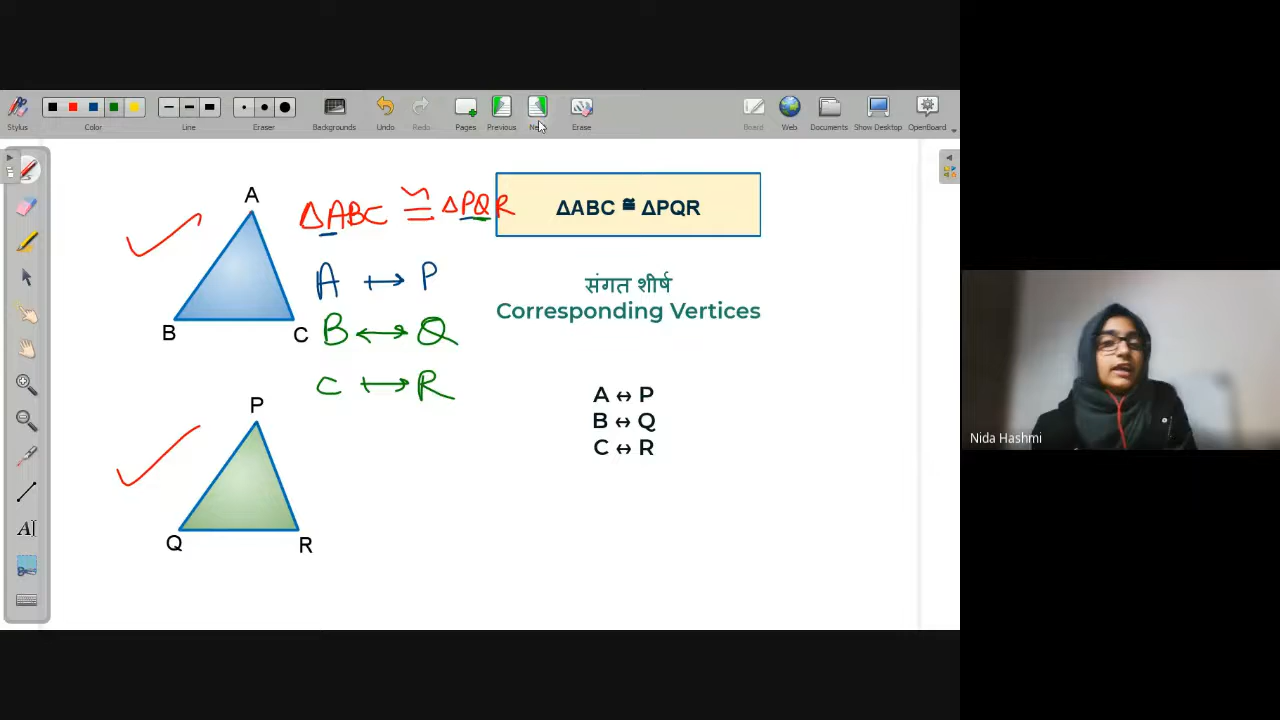 Stylus
Color
Line
Eraser
Backgrounds
Undo
Redo
Pages
Previous
Erase
Board
Web
Documents
Show Desktop
OpenBoard
A
B
C
ΔABC ≅ ΔPQR
A ↦ P
B ↔ Q
C ↦ R
P
Q
R
ΔABC ≅ ΔPQR
संगत शीर्ष
Corresponding Vertices
A ↔ P
B ↔ Q
C ↔ R
A
Nida Hashmi